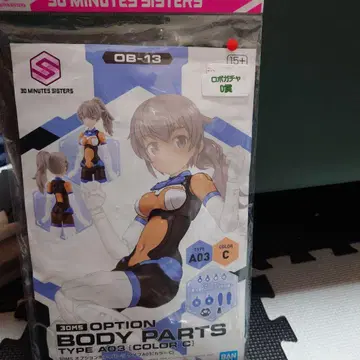 30 MINUTES SISTERS
OB-13
15+
30 MINUTES SISTERS
ロボガチャ
D賞
TYPE
A03
COLOR
C
30MS OPTION
BODY PARTS
TYPE A03 [COLOR C]
BAN